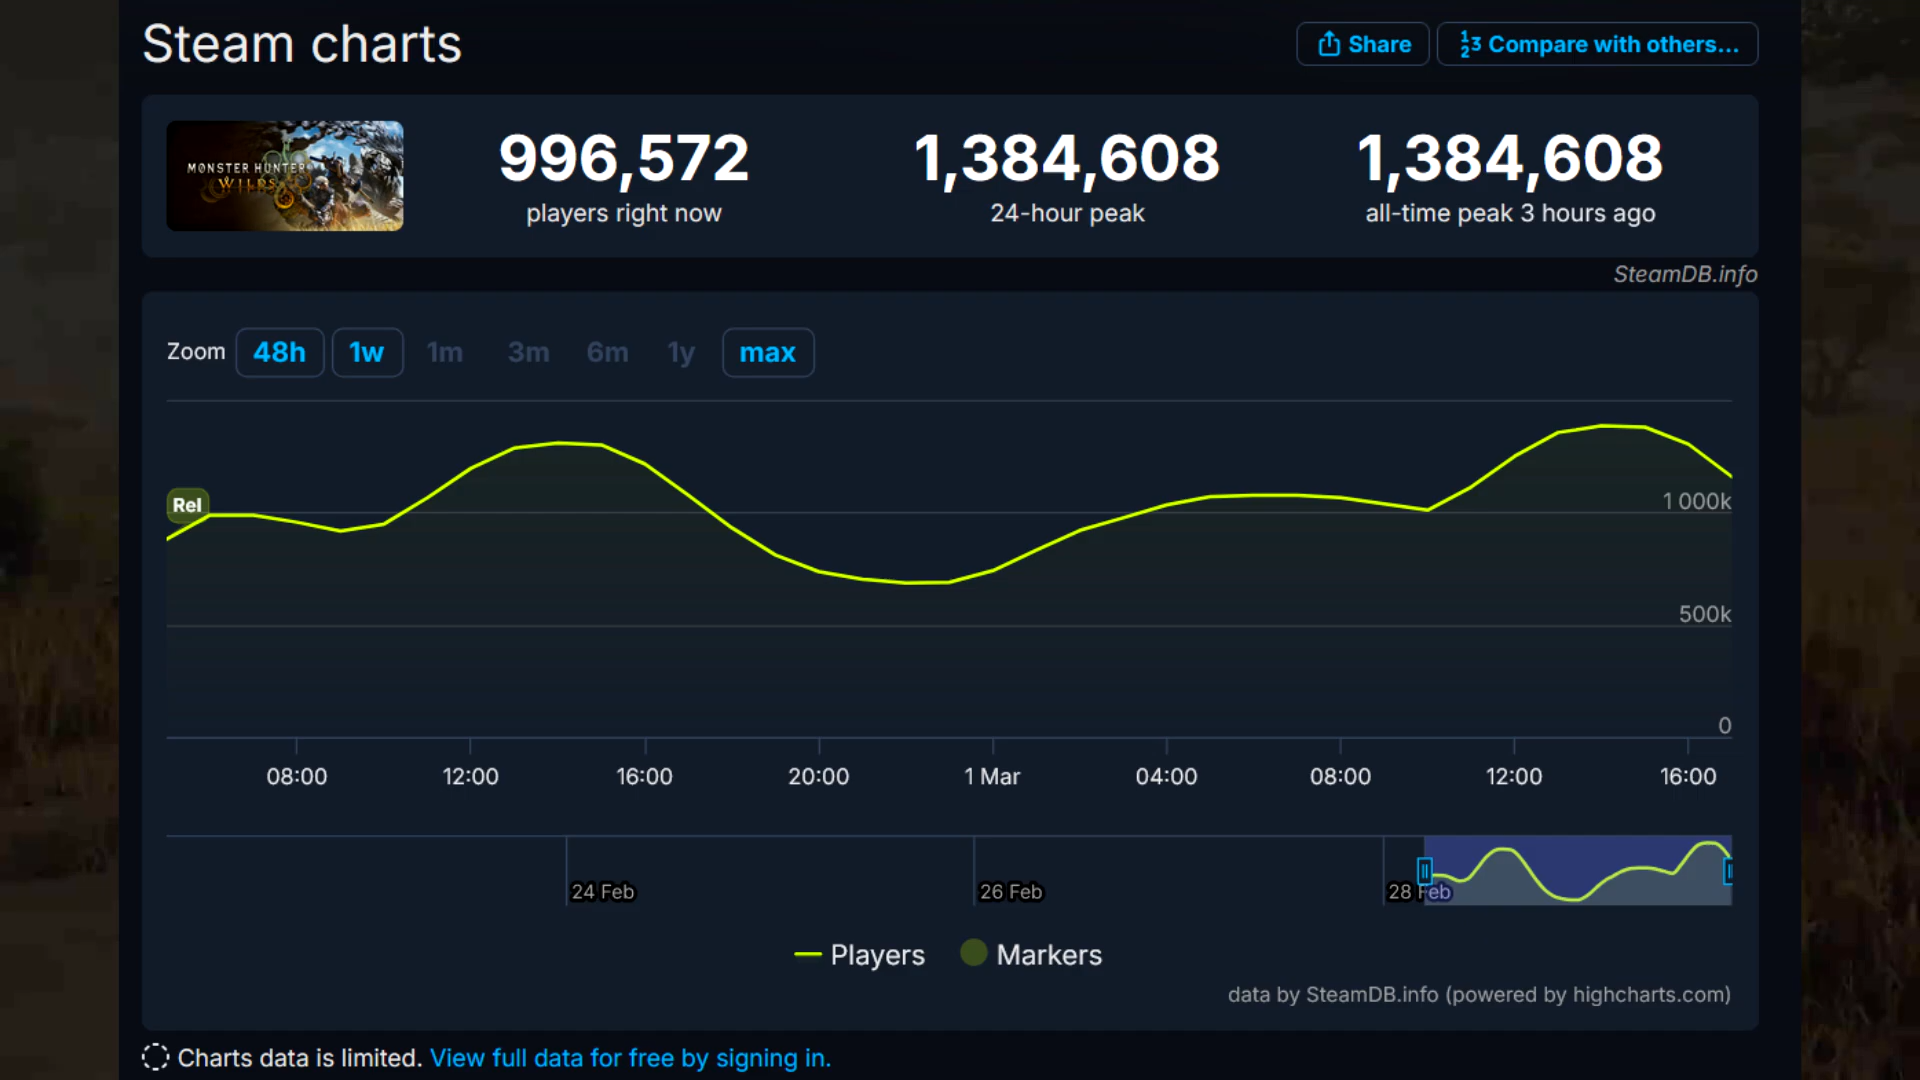 Steam charts
Share
Compare with others...
MONSTER HUNTER
WILDS
996,572
players right now
1,384,608
24-hour peak
1,384,608
all-time peak 3 hours ago
SteamDB.info
Zoom 48h 1w 1m 3m 6m 1y max
Rel
1 000k
500k
0
08:00 12:00 16:00 20:00 1 Mar 04:00 08:00 12:00 16:00
24 Feb 26 Feb 28 Feb
Players Markers
data by SteamDB.info (powered by highcharts.com)
Charts data is limited. View full data for free by signing in.